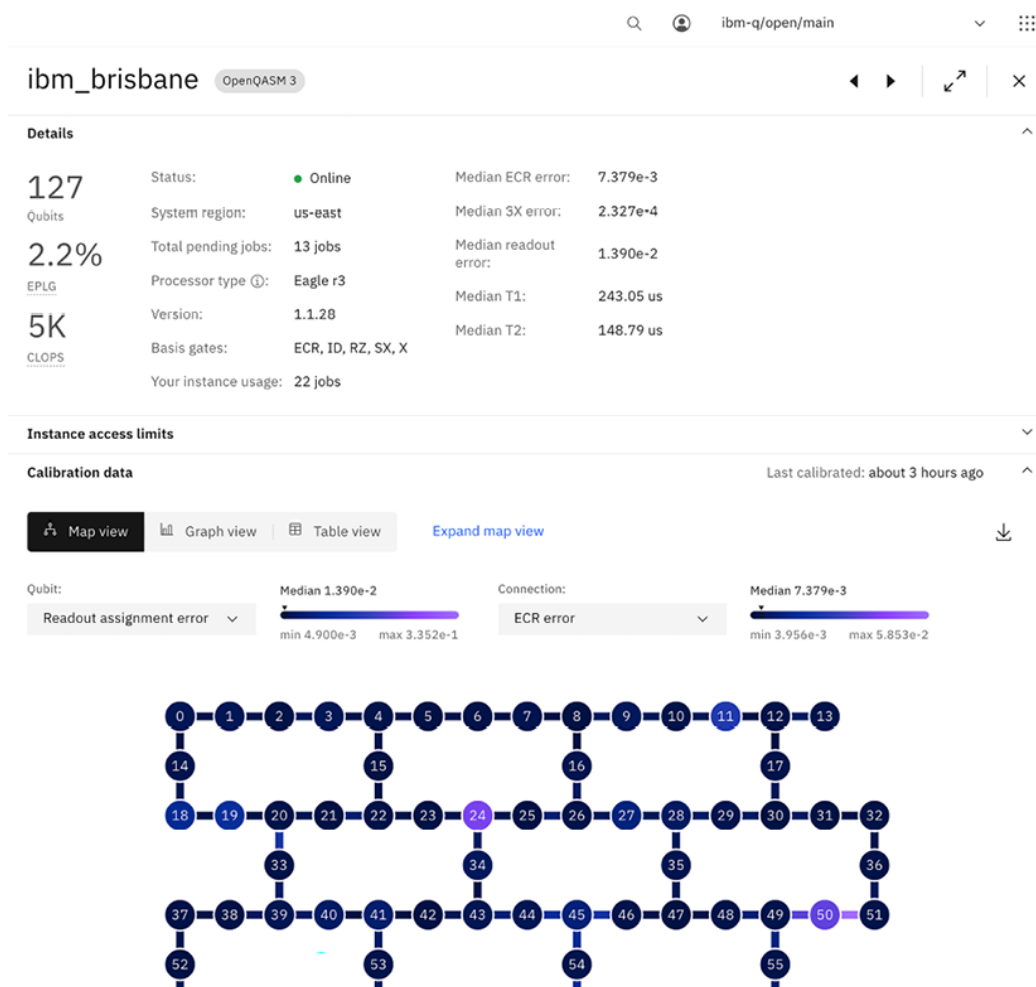 ibm-q/open/main
ibm_brisbane OpenQASM 3
Details
127
Qubits
2.2%
EPLG
5K
CLOPS
Status: Online
System region: us-east
Total pending jobs: 13 jobs
Processor type: Eagle r3
Version: 1.1.28
Basis gates: ECR, ID, RZ, SX, X
Your instance usage: 22 jobs
Median ECR error: 7.379e-3
Median SX error: 2.327e-4
Median readout
error: 1.390e-2
Median T1: 243.05 us
Median T2: 148.79 us
Instance access limits
Calibration data Last calibrated: about 3 hours ago
Map view Graph view Table view Expand map view
Qubit: Median 1.390e-2 Connection: Median 7.379e-3
Readout assignment error ECR error
min 4.900e-3 max 3.352e-1 min 3.956e-3 max 5.853e-2
0 1 2 3 4 5 6 7 8 9 10 11 12 13
14 15 16 17
18 19 20 21 22 23 24 25 26 27 28 29 30 31 32
33 34 35 36
37 38 39 40 41 42 43 44 45 46 47 48 49 50 51
52 53 54 55